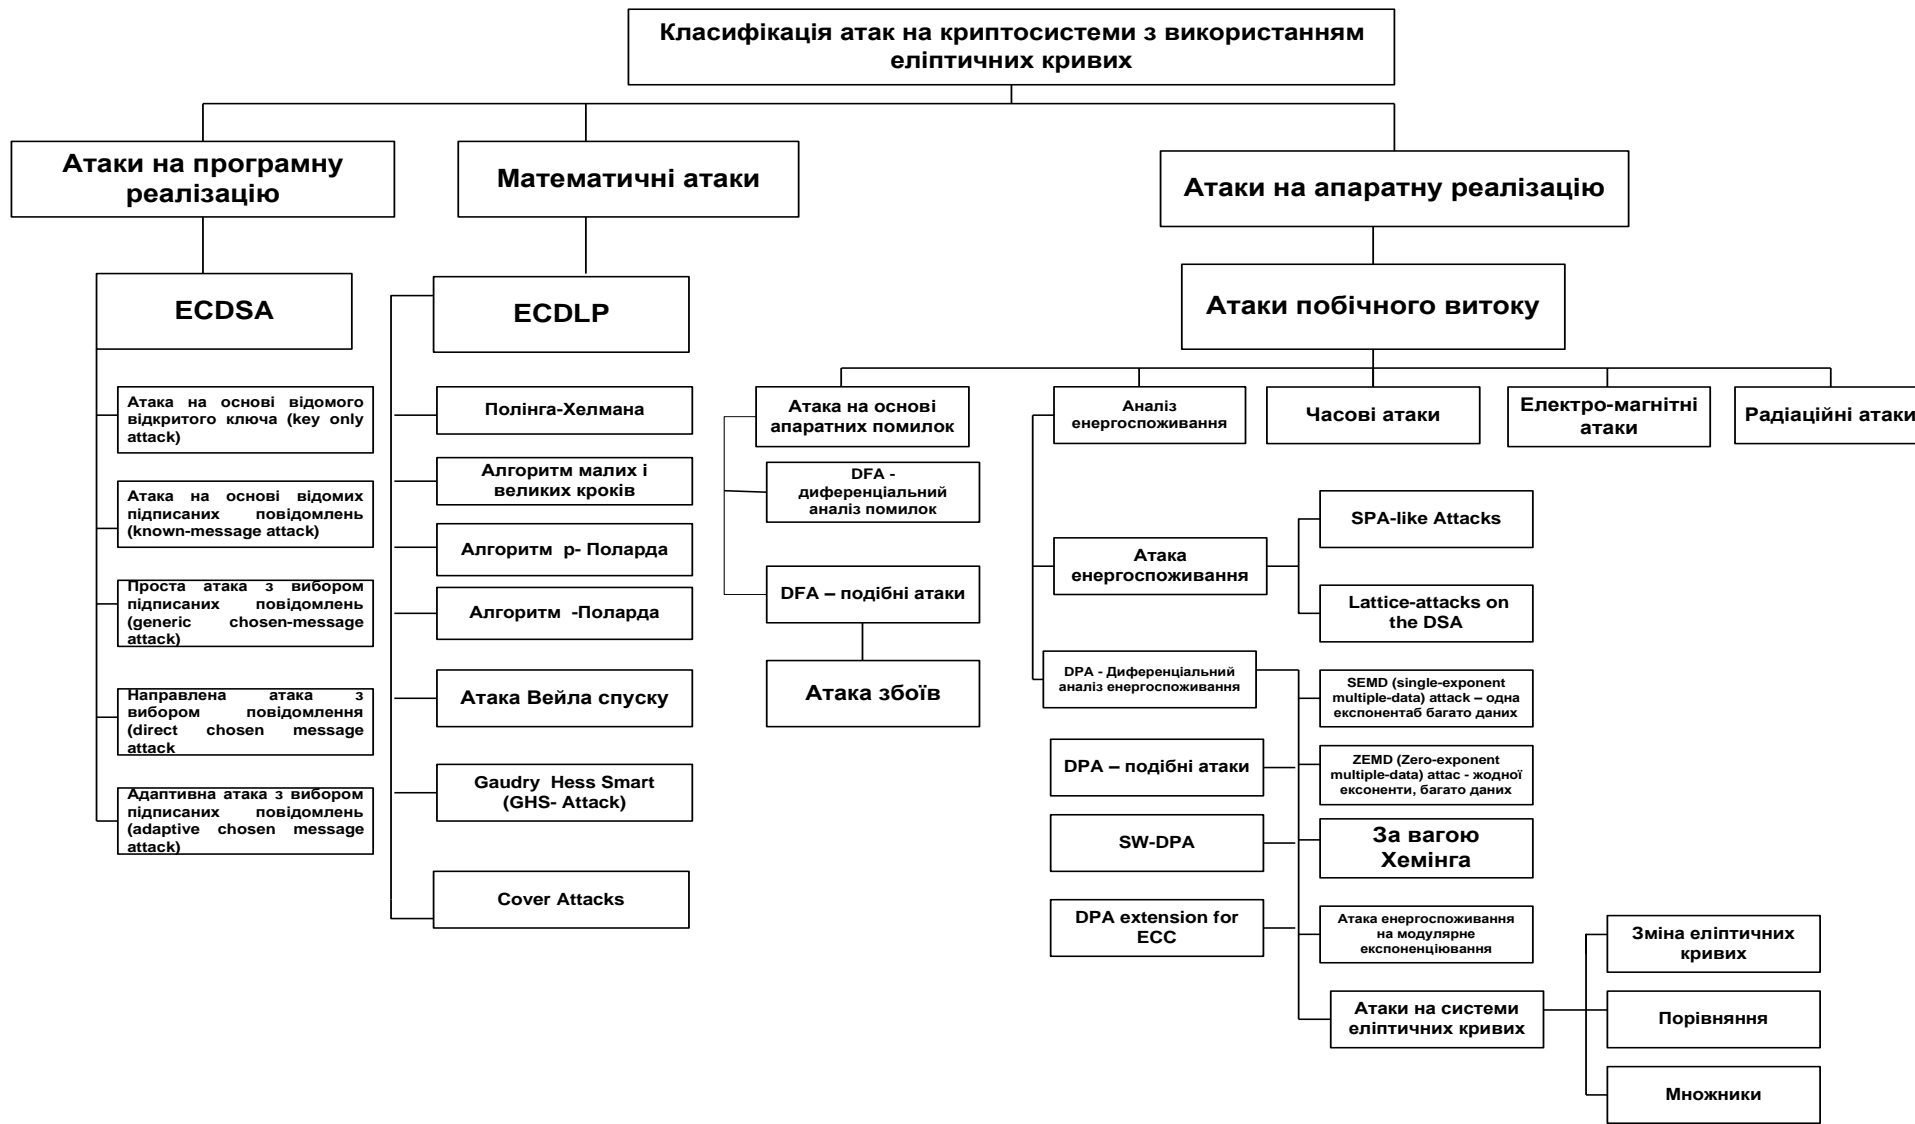 Класифікація атак на криптосистеми з використанням
еліптичних кривих
Атаки на програмну
реалізацію
Математичні атаки
Атаки на апаратну реалізацію
ECDSA
ECDLP
Атаки побічного витоку
Атака на основі відомого
відкритого ключа (key only
attack)
Атака на основі відомих
підписаних повідомлень
(known-message attack)
Проста атака з вибором
підписаних повідомлень
(generic chosen-message
attack)
Направлена атака з
вибором повідомлення
(direct chosen message
attack
Адаптивна атака з вибором
підписаних повідомлень
(adaptive chosen message
attack)
Полінга-Хелмана
Алгоритм малих і
великих кроків
Алгоритм р- Поларда
Алгоритм -Поларда
Атака Вейла спуску
Gaudry Hess Smart
(GHS- Attack)
Cover Attacks
Атака на основі
апаратних помилок
DFA -
диференціальний
аналіз помилок
DFA – подібні атаки
Атака збоїв
Аналіз
енергоспоживання
Часові атаки
Електро-магнітні
атаки
Радіаційні атаки
Атака
енергоспоживання
SPA-like Attacks
Lattice-attacks on
the DSA
DPA - Диференціальний
аналіз енергоспоживання
DPA – подібні атаки
SW-DPA
DPA extension for
ECC
SEMD (single-exponent
multiple-data) attack – одна
експонентаб багато даних
ZEMD (Zero-exponent
multiple-data) attac - жодної
ексоненти, багато даних
За вагою
Хемінга
Атака енергоспоживання
на модулярне
експоненціювання
Атаки на системи
еліптичних кривих
Зміна еліптичних
кривих
Порівняння
Множники